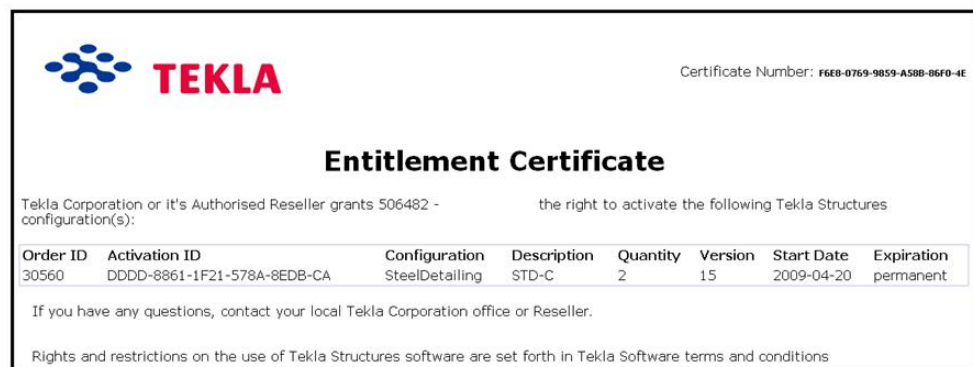 TEKLA
Certificate Number: F6E8-0769-9859-A58B-86F0-4E
Entitlement Certificate
Tekla Corporation or it's Authorised Reseller grants 506482 - the right to activate the following Tekla Structures
configuration(s):
Order ID Activation ID Configuration Description Quantity Version Start Date Expiration
30560 DDDD-8861-1F21-578A-8EDB-CA SteelDetailing STD-C 2 15 2009-04-20 permanent
If you have any questions, contact your local Tekla Corporation office or Reseller.
Rights and restrictions on the use of Tekla Structures software are set forth in Tekla Software terms and conditions